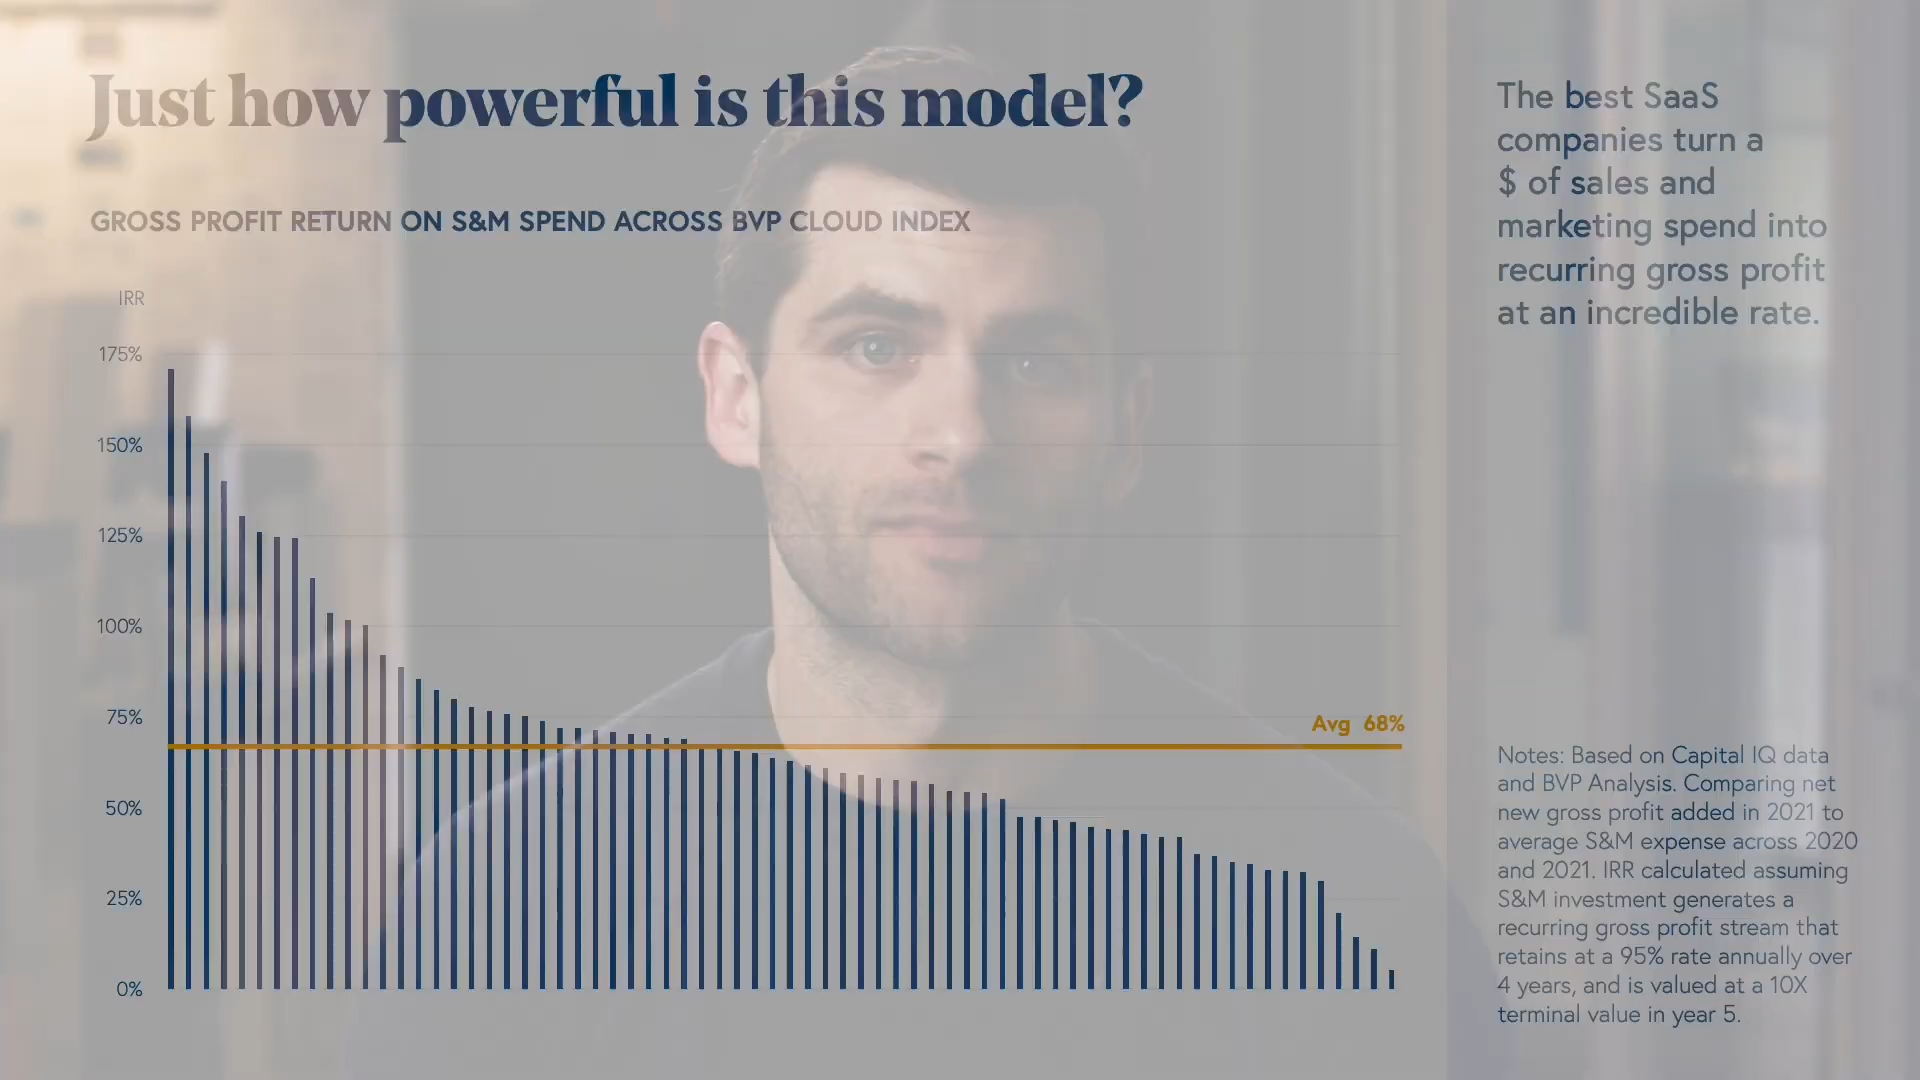 Just how powerful is this model?
GROSS PROFIT RETURN ON S&M SPEND ACROSS BVP CLOUD INDEX
IRR
175%
150%
125%
100%
75%
50%
25%
0%
Avg 68%
The best SaaS
companies turn a
$ of sales and
marketing spend into
recurring gross profit
at an incredible rate.
Notes: Based on Capital IQ data
and BVP Analysis. Comparing net
new gross profit added in 2021 to
average S&M expense across 2020
and 2021. IRR calculated assuming
S&M investment generates a
recurring gross profit stream that
retains at a 95% rate annually over
4 years, and is valued at a 10X
terminal value in year 5.